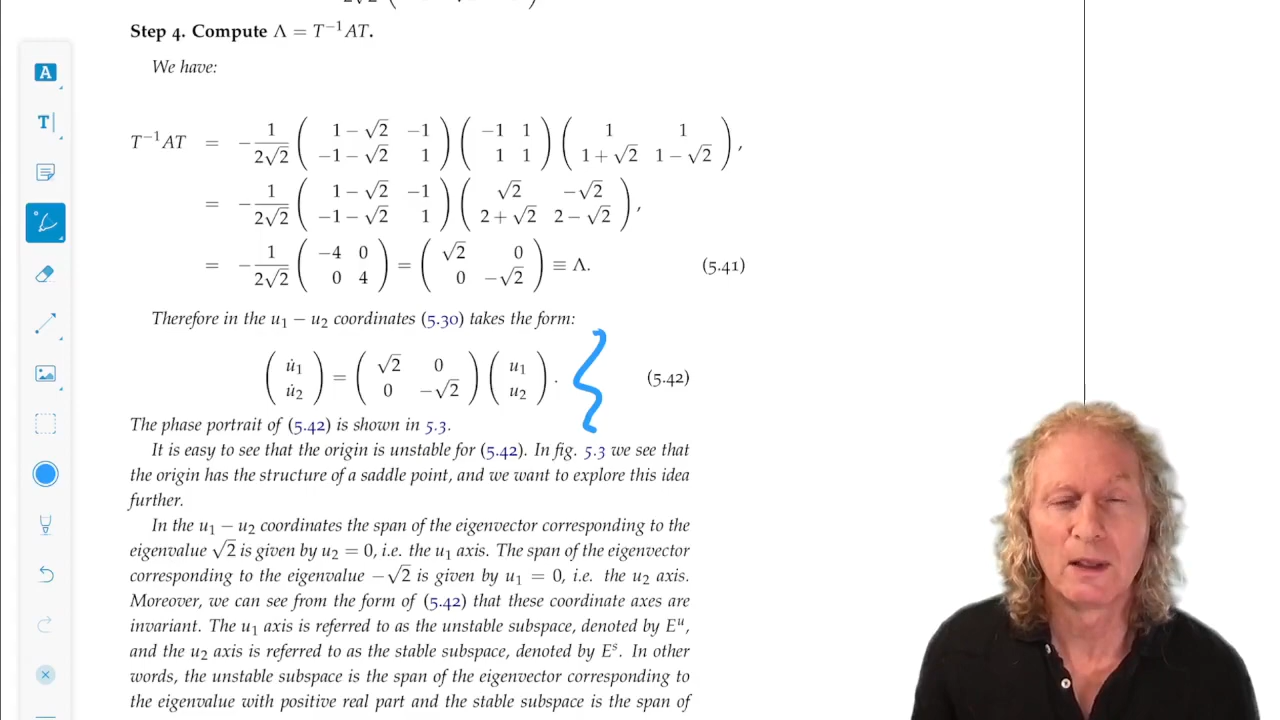 Step 4. Compute Λ = T⁻¹AT.
We have:
T⁻¹AT = −1/(2√2) ( 1 − √2 −1 ; −1 − √2 1 ) ( −1 1 ; 1 1 ) ( 1 1 ; 1 + √2 1 − √2 ),
= −1/(2√2) ( 1 − √2 −1 ; −1 − √2 1 ) ( √2 −√2 ; 2 + √2 2 − √2 ),
= −1/(2√2) ( −4 0 ; 0 4 ) = ( √2 0 ; 0 −√2 ) ≡ Λ. (5.41)
Therefore in the u₁ − u₂ coordinates (5.30) takes the form:
( u̇₁ ; u̇₂ ) = ( √2 0 ; 0 −√2 ) ( u₁ ; u₂ ). (5.42)
The phase portrait of (5.42) is shown in 5.3.
It is easy to see that the origin is unstable for (5.42). In fig. 5.3 we see that
the origin has the structure of a saddle point, and we want to explore this idea
further.
In the u₁ − u₂ coordinates the span of the eigenvector corresponding to the
eigenvalue √2 is given by u₂ = 0, i.e. the u₁ axis. The span of the eigenvector
corresponding to the eigenvalue −√2 is given by u₁ = 0, i.e. the u₂ axis.
Moreover, we can see from the form of (5.42) that these coordinate axes are
invariant. The u₁ axis is referred to as the unstable subspace, denoted by Eᵘ,
and the u₂ axis is referred to as the stable subspace, denoted by Eˢ. In other
words, the unstable subspace is the span of the eigenvector corresponding to
the eigenvalue with positive real part and the stable subspace is the span of